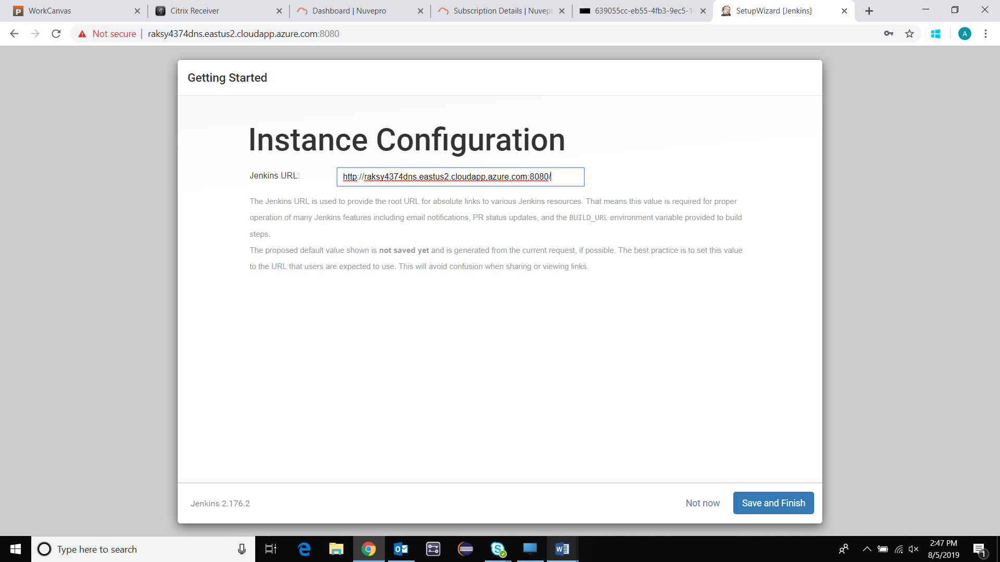 WorkCanvas
Citrix Receiver
Dashboard | Nuvepro
Subscription Details | Nuvepr
639055cc-eb55-4fb3-9ec5-1
SetupWizard [Jenkins]
Not secure
raksy4374dns.eastus2.cloudapp.azure.com:8080
A
Getting Started
Instance Configuration
Jenkins URL:
http://raksy4374dns.eastus2.cloudapp.azure.com:8080/
The Jenkins URL is used to provide the root URL for absolute links to various Jenkins resources. That means this value is required for proper
operation of many Jenkins features including email notifications, PR status updates, and the BUILD_URL environment variable provided to build
steps.
The proposed default value shown is not saved yet and is generated from the current request, if possible. The best practice is to set this value
to the URL that users are expected to use. This will avoid confusion when sharing or viewing links.
Jenkins 2.176.2
Not now
Save and Finish
Type here to search
2:47 PM
8/5/2019
1